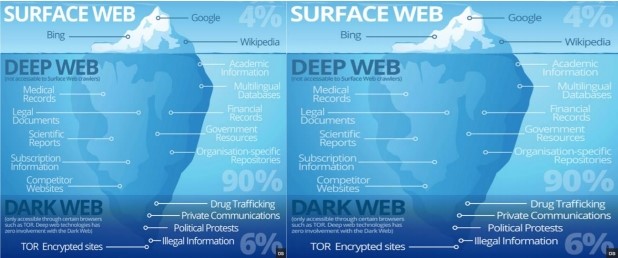 SURFACE WEB
Google
4%
Bing
Wikipedia
DEEP WEB
(not accessible to Surface Web crawlers)
Academic
Information
Medical
Records
Multilingual
Databases
Legal
Documents
Financial
Records
Scientific
Reports
Government
Resources
Subscription
Information
Organisation-specific
Repositories
Competitor
Websites
90%
DARK WEB
(only accessible through certain browsers
such as TOR. Deep web technologies has
zero involvement with the Dark Web)
Drug Trafficking
Private Communications
Political Protests
Illegal Information
TOR Encrypted sites
6%
SURFACE WEB
Google
4%
Bing
Wikipedia
DEEP WEB
(not accessible to Surface Web crawlers)
Academic
Information
Medical
Records
Multilingual
Databases
Legal
Documents
Financial
Records
Scientific
Reports
Government
Resources
Subscription
Information
Organisation-specific
Repositories
Competitor
Websites
90%
DARK WEB
(only accessible through certain browsers
such as TOR. Deep web technologies has
zero involvement with the Dark Web)
Drug Trafficking
Private Communications
Political Protests
Illegal Information
TOR Encrypted sites
6%